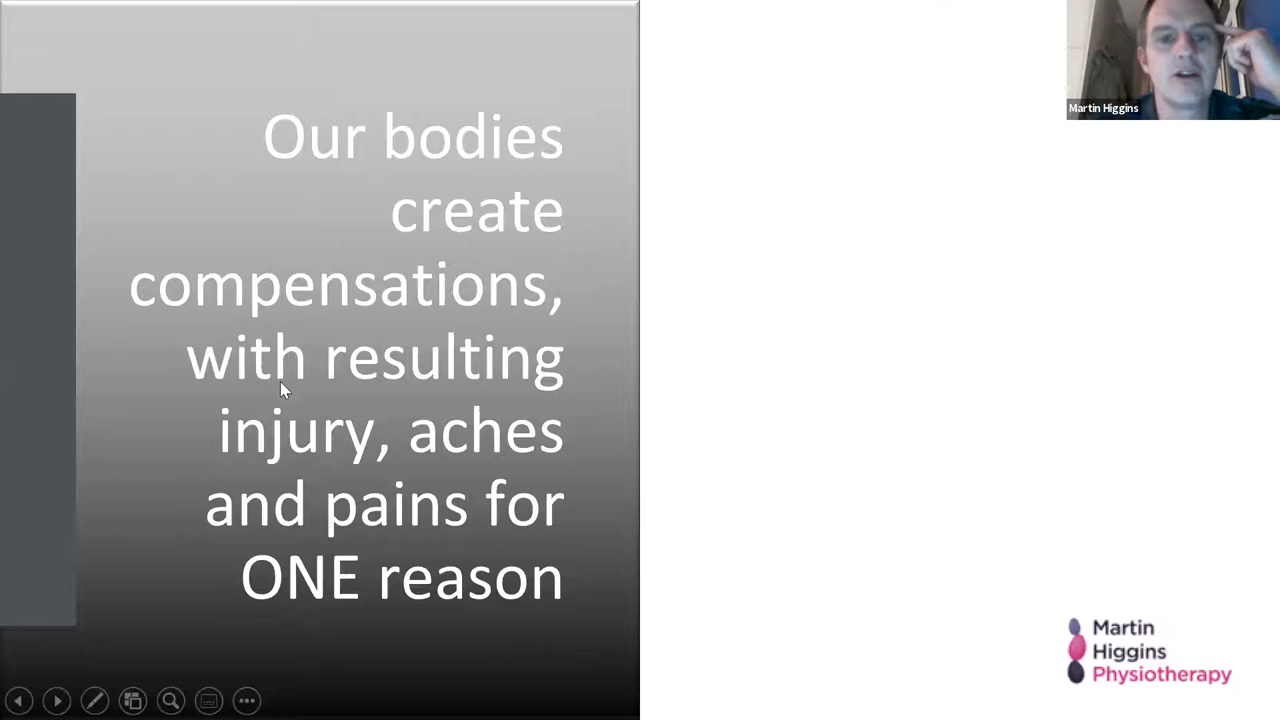 Our bodies
create
compensations,
with resulting
injury, aches
and pains for
ONE reason
Martin Higgins
Martin
Higgins
Physiotherapy